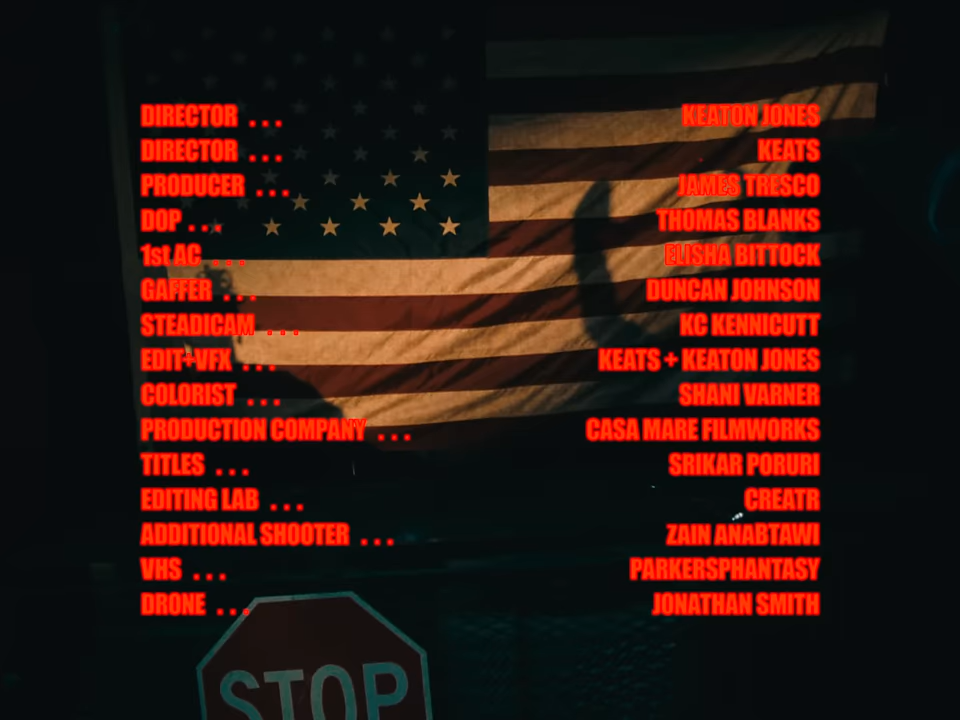 DIRECTOR ... KEATON JONES
DIRECTOR ... KEATS
PRODUCER ... JAMES TRESCO
DOP ... THOMAS BLANKS
1st AC ... ELISHA BITTOCK
GAFFER ... DUNCAN JOHNSON
STEADICAM ... KC KENNICUTT
EDIT+VFX ... KEATS + KEATON JONES
COLORIST ... SHANI VARNER
PRODUCTION COMPANY ... CASA MARE FILMWORKS
TITLES ... SRIKAR PORURI
EDITING LAB ... CREATR
ADDITIONAL SHOOTER ... ZAIN ANABTAWI
VHS ... PARKERSPHANTASY
DRONE ... JONATHAN SMITH
STOP